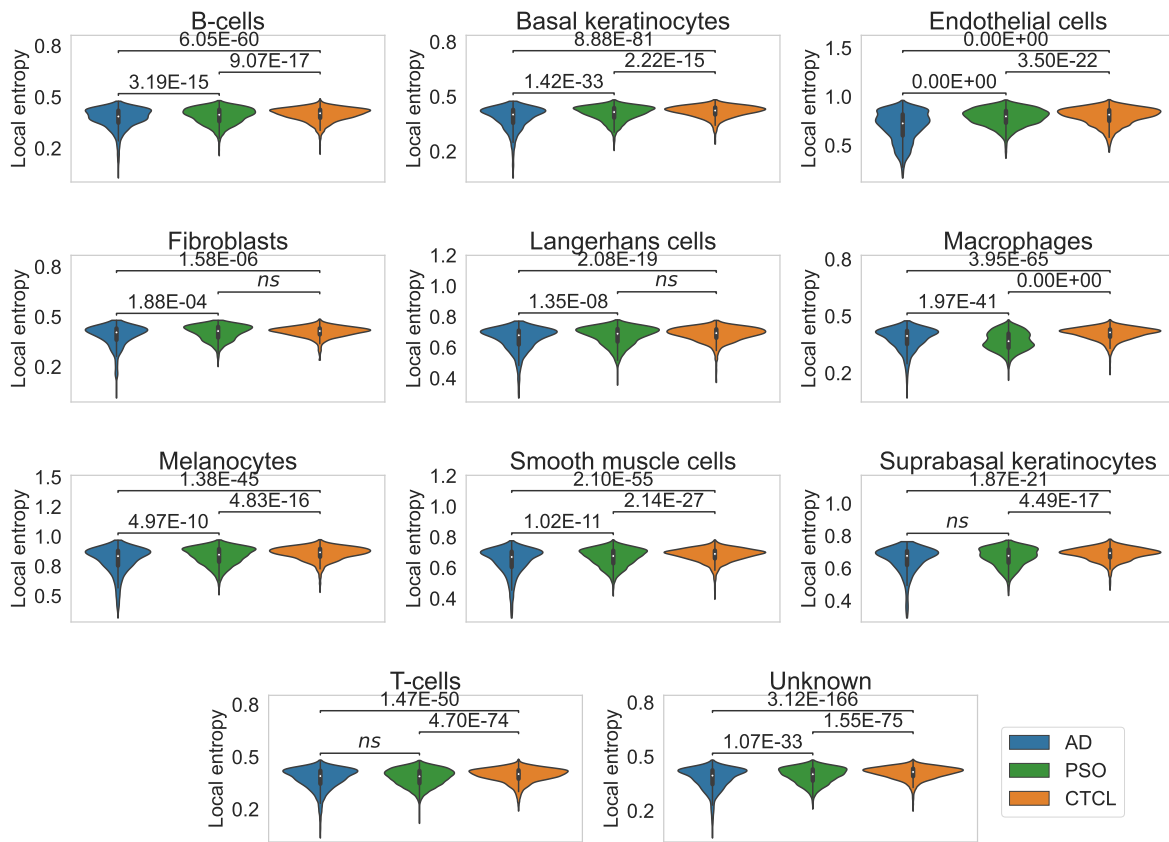 B-cells
0.8
0.5
0.2
Local entropy
6.05E-60
9.07E-17
3.19E-15
Basal keratinocytes
0.8
0.5
0.2
Local entropy
8.88E-81
2.22E-15
1.42E-33
Endothelial cells
1.5
1.0
0.5
Local entropy
0.00E+00
3.50E-22
0.00E+00
Fibroblasts
0.8
0.5
0.2
Local entropy
1.58E-06
ns
1.88E-04
Langerhans cells
1.2
1.0
0.8
0.6
0.4
Local entropy
2.08E-19
ns
1.35E-08
Macrophages
0.8
0.5
0.2
Local entropy
3.95E-65
0.00E+00
1.97E-41
Melanocytes
1.5
1.2
1.0
0.8
0.5
Local entropy
1.38E-45
4.83E-16
4.97E-10
Smooth muscle cells
1.2
1.0
0.8
0.6
0.4
Local entropy
2.10E-55
2.14E-27
1.02E-11
Suprabasal keratinocytes
1.0
0.8
0.6
0.4
Local entropy
1.87E-21
4.49E-17
ns
T-cells
0.8
0.5
0.2
Local entropy
1.47E-50
4.70E-74
ns
Unknown
0.8
0.5
0.2
Local entropy
3.12E-166
1.55E-75
1.07E-33
AD
PSO
CTCL